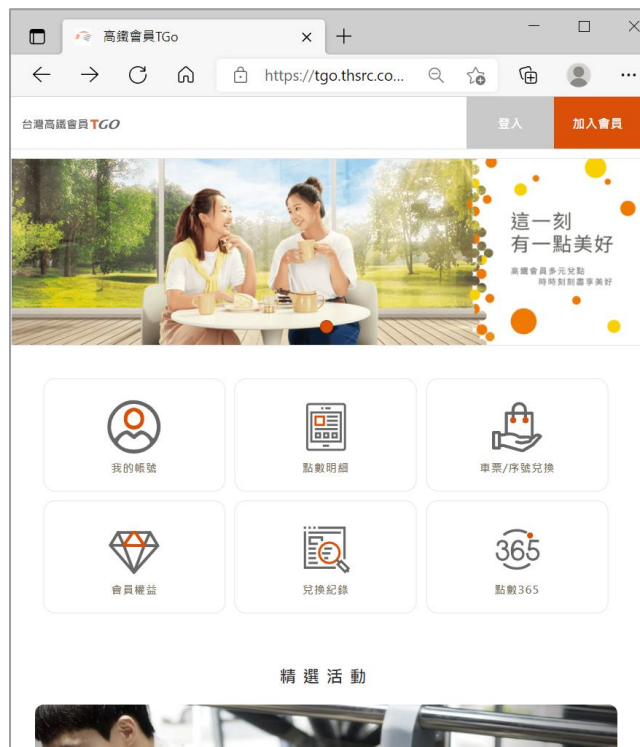 高鐵會員TGo
https://tgo.thsrc.co...
台灣高鐵會員TGO
登入
加入會員
這一刻
有一點美好
高鐵會員多元兌點
時時刻刻盡享美好
我的帳號
點數明細
車票/序號兌換
會員權益
兌換紀錄
365
點數365
精選活動